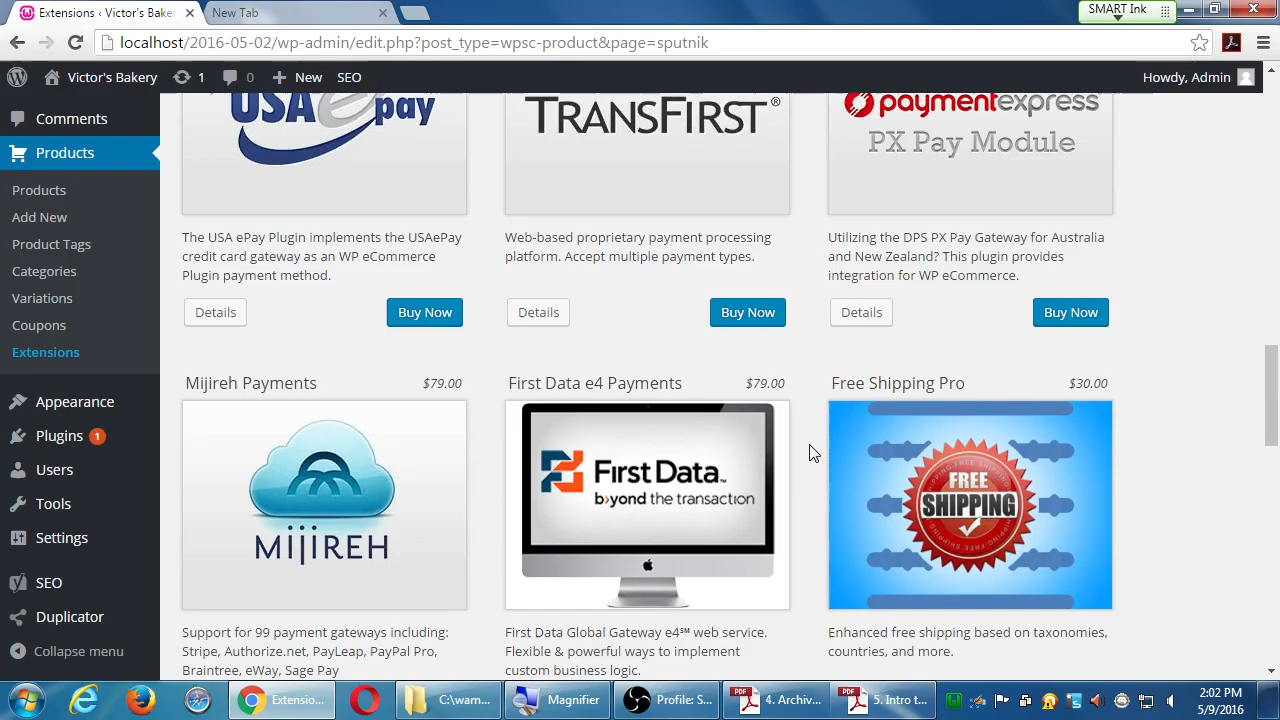 Extensions ‹ Victor's Baker
New Tab
SMART Ink
localhost/2016-05-02/wp-admin/edit.php?post_type=wpsc-product&page=sputnik
Victor's Bakery
1
0
New
SEO
Howdy, Admin
Comments
Products
Products
Add New
Product Tags
Categories
Variations
Coupons
Extensions
Appearance
Plugins 1
Users
Tools
Settings
SEO
Duplicator
Collapse menu
USA ePay
TRANSFIRST®
paymentexpress
PX Pay Module
The USA ePay Plugin implements the USAePay
credit card gateway as an WP eCommerce
Plugin payment method.
Details
Buy Now
Web-based proprietary payment processing
platform. Accept multiple payment types.
Details
Buy Now
Utilizing the DPS PX Pay Gateway for Australia
and New Zealand? This plugin provides
integration for WP eCommerce.
Details
Buy Now
Mijireh Payments
$79.00
MIJIREH
Support for 99 payment gateways including:
Stripe, Authorize.net, PayLeap, PayPal Pro,
Braintree, eWay, Sage Pay
First Data e4 Payments
$79.00
First Data™
beyond the transaction
First Data Global Gateway e4℠ web service.
Flexible & powerful ways to implement
custom business logic.
Free Shipping Pro
$30.00
FREE
SHIPPING
Enhanced free shipping based on taxonomies,
countries, and more.
Extensio...
C:\wam...
Magnifier
Profile: S...
PDF
4. Archiv...
PDF
5. Intro t...
2:02 PM
5/9/2016